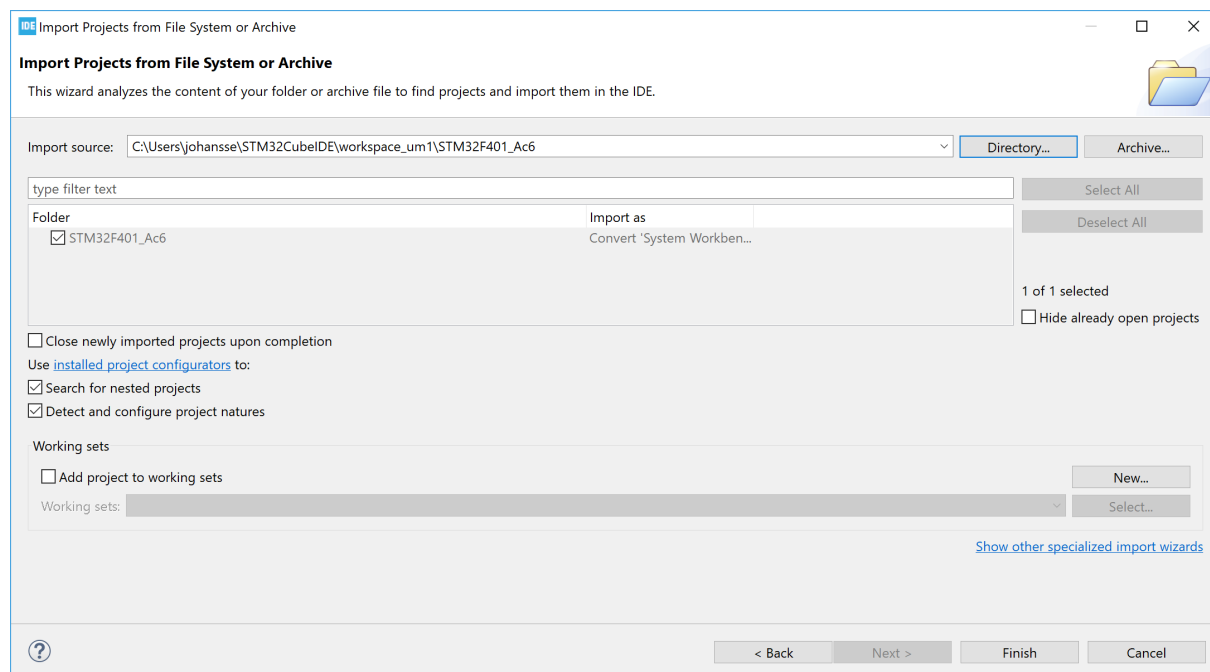 IDE Import Projects from File System or Archive
Import Projects from File System or Archive
This wizard analyzes the content of your folder or archive file to find projects and import them in the IDE.
Import source: C:\Users\johansse\STM32CubeIDE\workspace_um1\STM32F401_Ac6 Directory... Archive...
type filter text Select All
Folder Import as Deselect All
STM32F401_Ac6 Convert 'System Workben...
1 of 1 selected
Hide already open projects
Close newly imported projects upon completion
Use installed project configurators to:
Search for nested projects
Detect and configure project natures
Working sets
Add project to working sets New...
Working sets: Select...
Show other specialized import wizards
? < Back Next > Finish Cancel